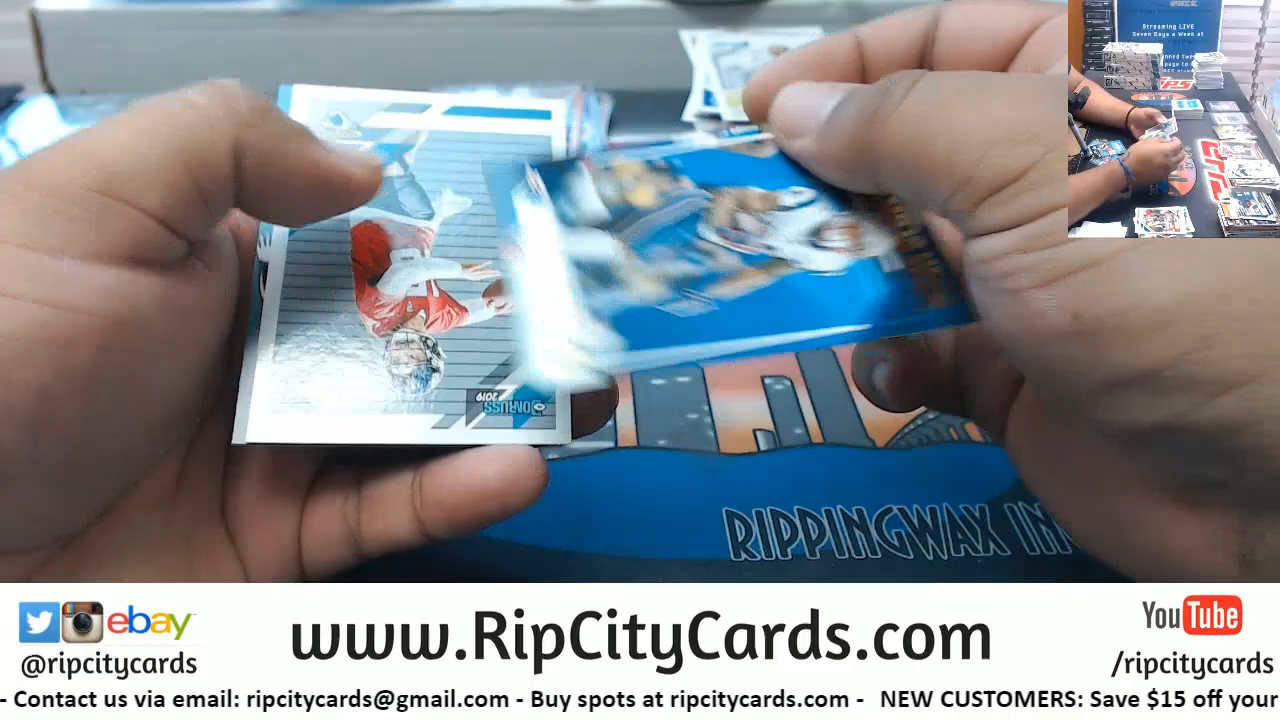 Streaming LIVE
Seven Days a Week at
DONRUSS
2019
RIPPINGWAX IN
ebay
@ripcitycards
www.RipCityCards.com
YouTube
/ripcitycards
- Contact us via email: ripcitycards@gmail.com - Buy spots at ripcitycards.com - NEW CUSTOMERS: Save $15 off your